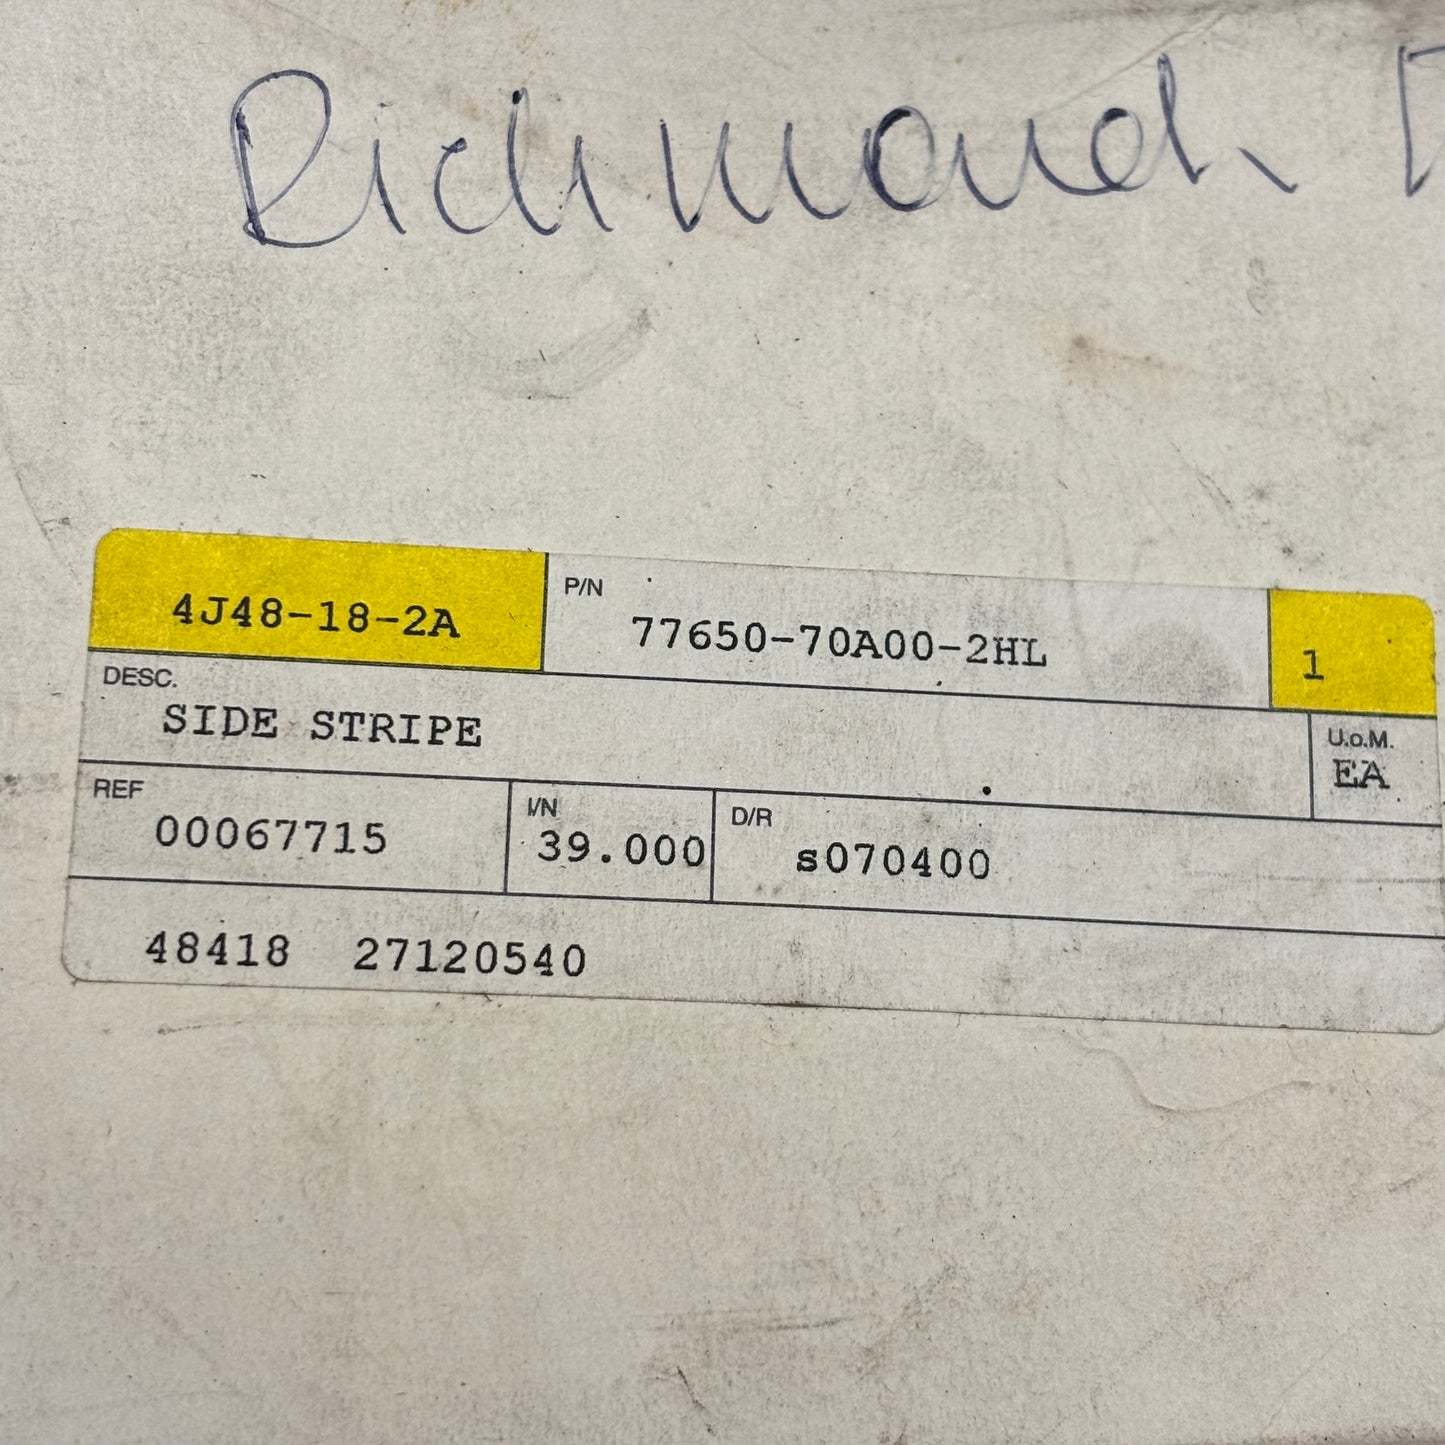 Richmond
4J48-18-2A
P/N
77650-70A00-2HL
1
DESC.
SIDE STRIPE
U.o.M.
EA
REF
00067715
I/N
39.000
D/R
s070400
48418 27120540